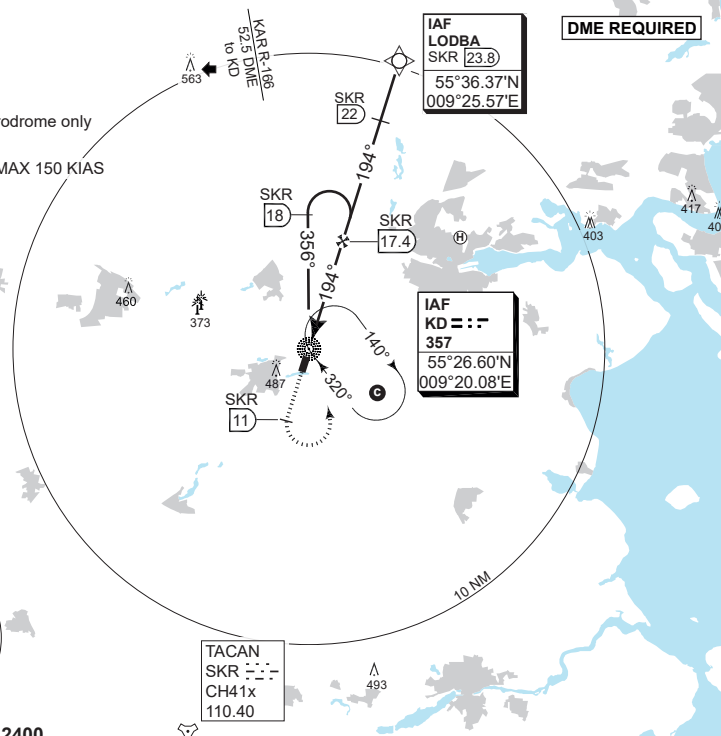 KAR R-166
52.5 DME
to KD
563
IAF
LODBA
SKR 23.8
55°36.37'N
009°25.57'E
DME REQUIRED
rodrome only
MAX 150 KIAS
SKR
22
194°
SKR
18
SKR
17.4
356°
194°
H
417
40
403
460
373
IAF
KD
357
55°26.60'N
009°20.08'E
140°
320°
C
487
SKR
11
10 NM
TACAN
SKR
CH41x
110.40
493
2400